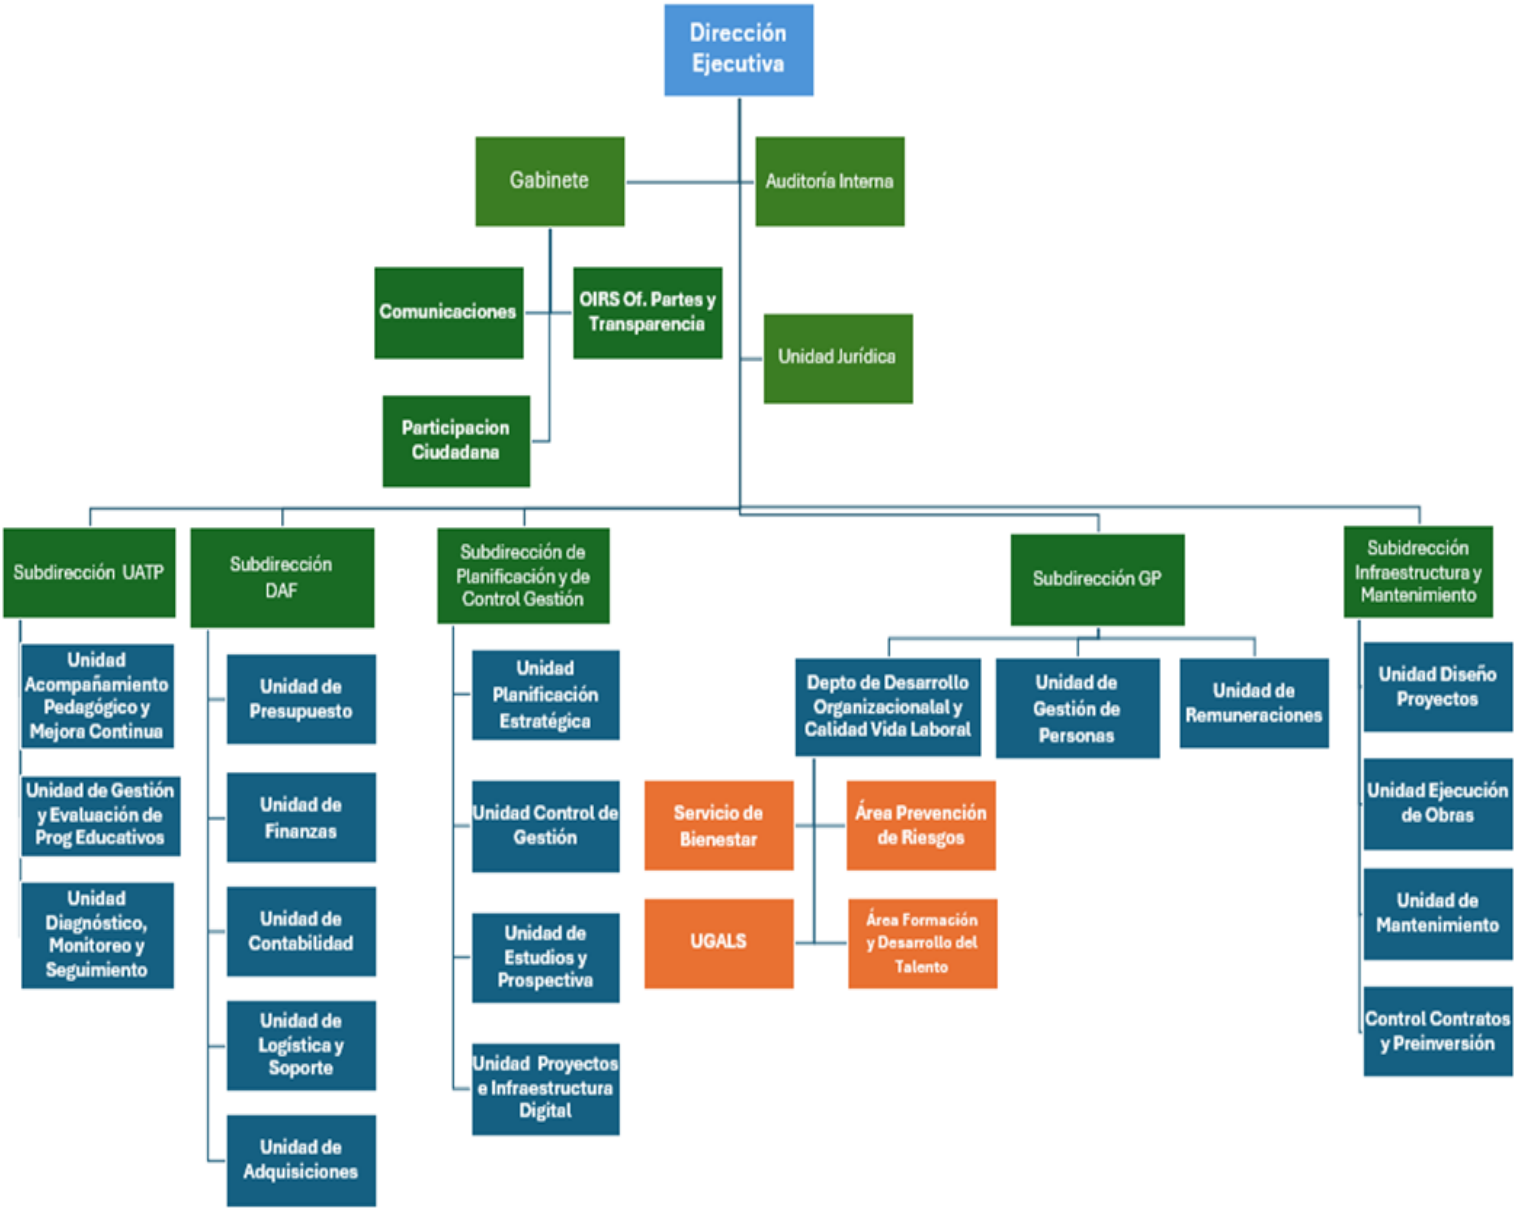 Dirección
Ejecutiva
Gabinete
Auditoría Interna
Comunicaciones
OIRS Of. Partes y
Transparencia
Unidad Jurídica
Participacion
Ciudadana
Subdirección UATP
Subdirección
DAF
Subdirección de
Planificación y de
Control Gestión
Subdirección GP
Subidrección
Infraestructura y
Mantenimiento
Unidad
Acompañamiento
Pedagógico y
Mejora Continua
Unidad de Gestión
y Evaluación de
Prog Educativos
Unidad
Diagnóstico,
Monitoreo y
Seguimiento
Unidad de
Presupuesto
Unidad de
Finanzas
Unidad de
Contabilidad
Unidad de
Logística y
Soporte
Unidad de
Adquisiciones
Unidad
Planificación
Estratégica
Unidad Control de
Gestión
Unidad de
Estudios y
Prospectiva
Unidad Proyectos
e Infraestructura
Digital
Depto de Desarrollo
Organizacionalal y
Calidad Vida Laboral
Unidad de
Gestión de
Personas
Unidad de
Remuneraciones
Servicio de
Bienestar
Área Prevención
de Riesgos
UGALS
Área Formación
y Desarrollo del
Talento
Unidad Diseño
Proyectos
Unidad Ejecución
de Obras
Unidad de
Mantenimiento
Control Contratos
y Preinversión